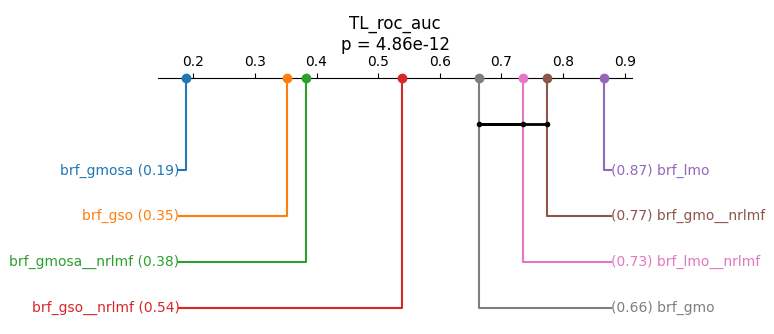 TL_roc_auc
p = 4.86e-12
0.2 0.3 0.4 0.5 0.6 0.7 0.8 0.9
brf_gmosa (0.19) (0.87) brf_lmo
brf_gso (0.35) (0.77) brf_gmo__nrlmf
brf_gmosa__nrlmf (0.38) (0.73) brf_lmo__nrlmf
brf_gso__nrlmf (0.54) (0.66) brf_gmo